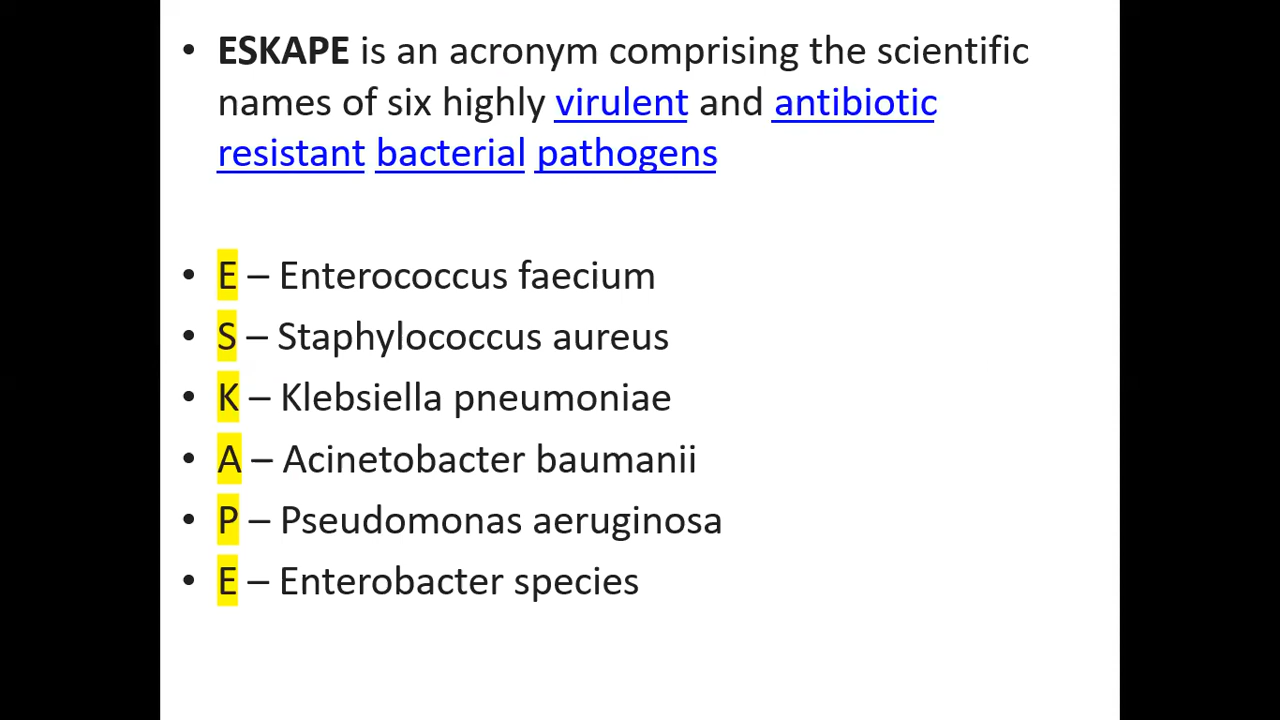 • ESKAPE is an acronym comprising the scientific
names of six highly virulent and antibiotic
resistant bacterial pathogens
• E – Enterococcus faecium
• S – Staphylococcus aureus
• K – Klebsiella pneumoniae
• A – Acinetobacter baumanii
• P – Pseudomonas aeruginosa
• E – Enterobacter species